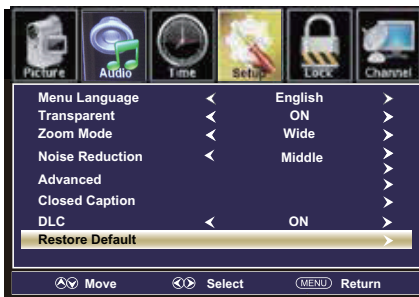 Picture Audio Time Setup Lock Channel
Menu Language English
Transparent ON
Zoom Mode Wide
Noise Reduction Middle
Advanced
Closed Caption
DLC ON
Restore Default
Move Select MENU Return